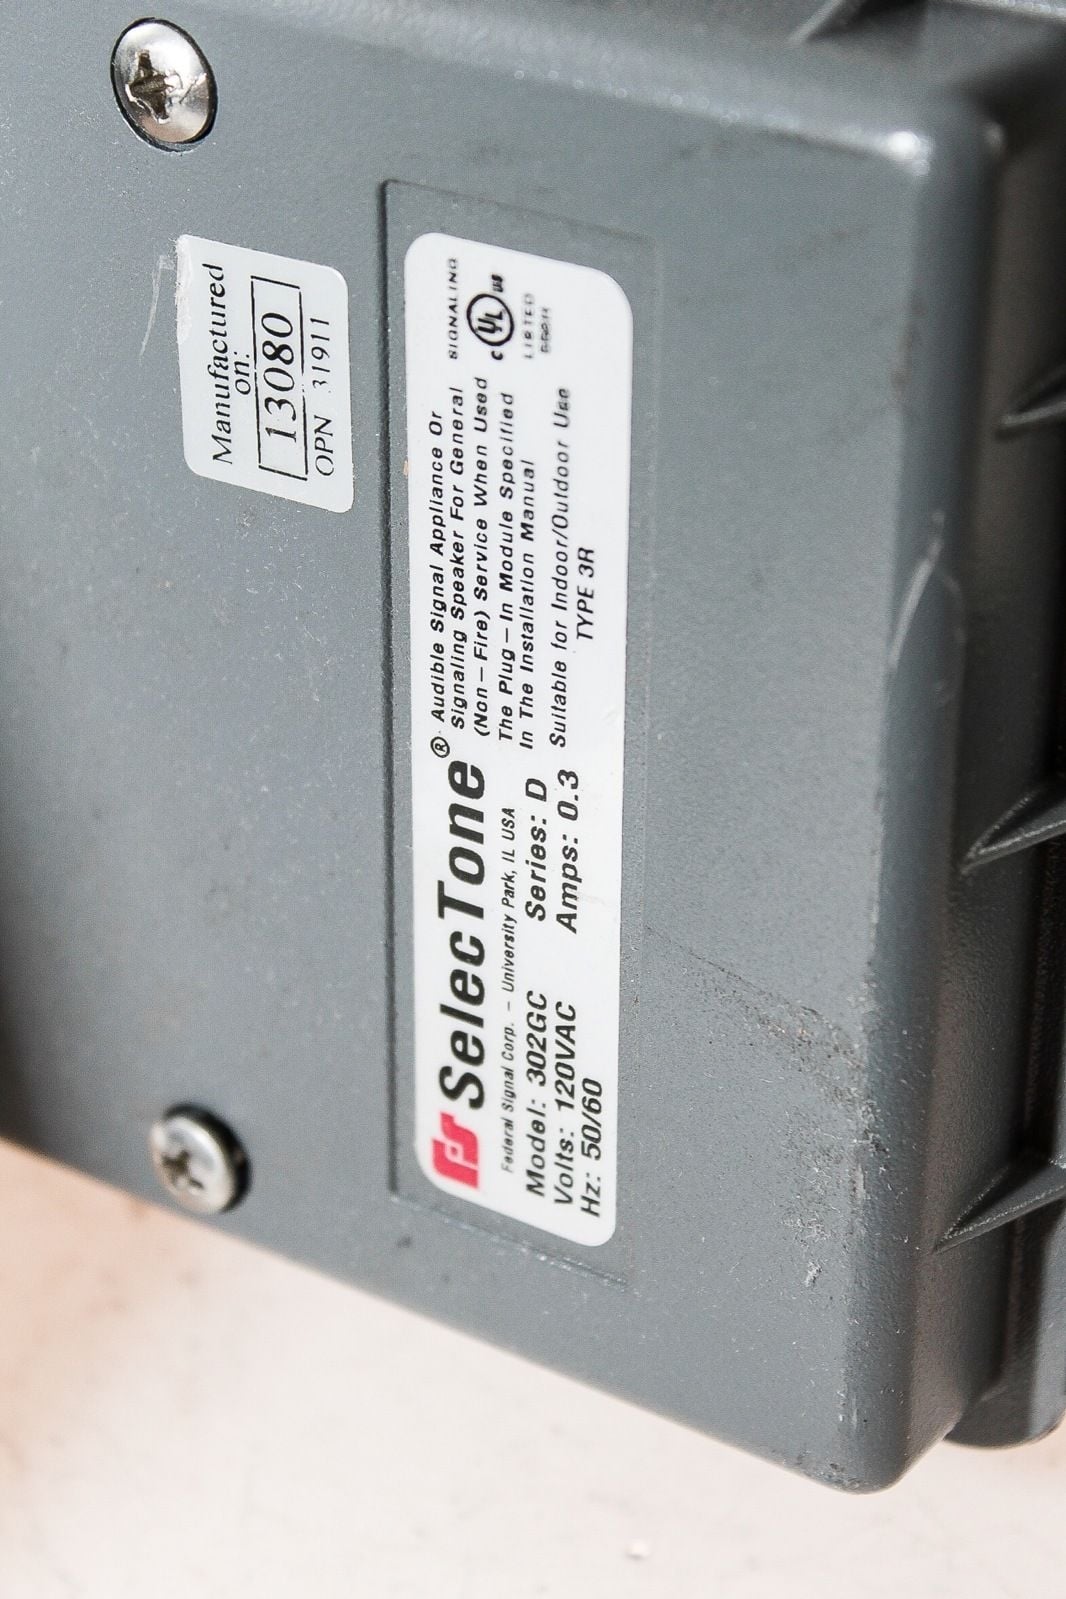 Manufactured
on:
13080
OPN 31911
SelecTone®
Federal Signal Corp. – University Park, IL USA
Model: 302GC Series: D
Volts: 120VAC Amps: 0.3
Hz: 50/60
Audible Signal Appliance Or
Signaling Speaker For General
(Non–Fire) Service When Used
The Plug–In Module Specified
In The Installation Manual
Suitable for Indoor/Outdoor Use
TYPE 3R
SIGNALING
c UL us
LISTED